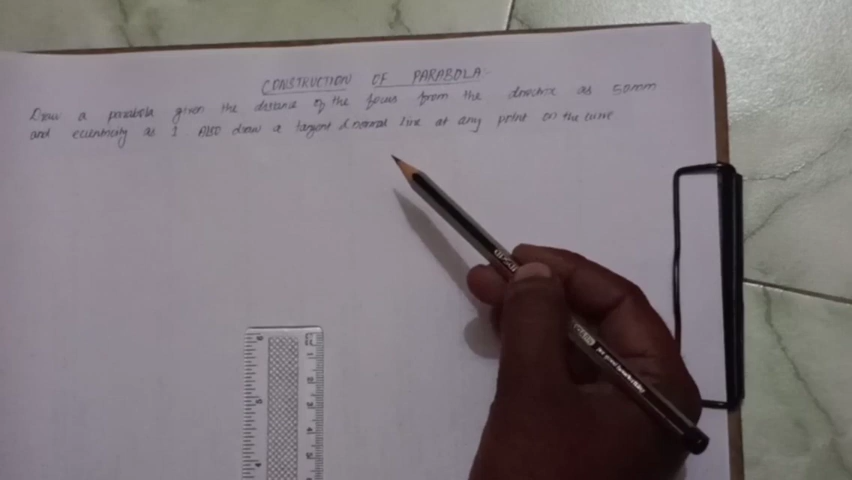 CONSTRUCTION OF PARABOLA
Draw a parabola given the distance of the focus from the directrix as 50mm
and eccentricity as 1. Also draw a tangent & normal line at any point on the curve